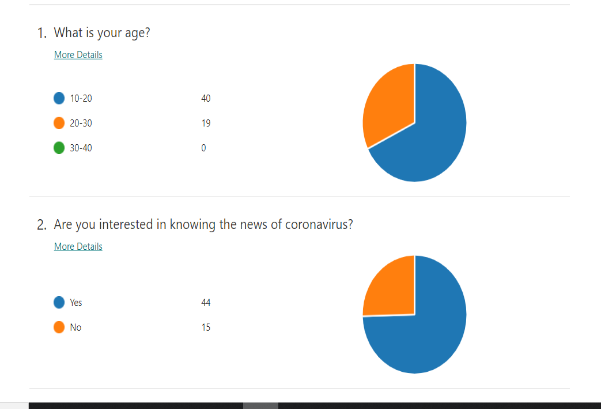 1. What is your age?
More Details
10-20 40
20-30 19
30-40 0
2. Are you interested in knowing the news of coronavirus?
More Details
Yes 44
No 15